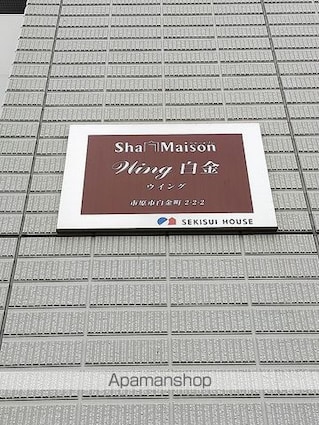 Sha Maison
Wing 白金
ウイング
市原市白金町 2-2-2
SEKISUI HOUSE
Apamanshop